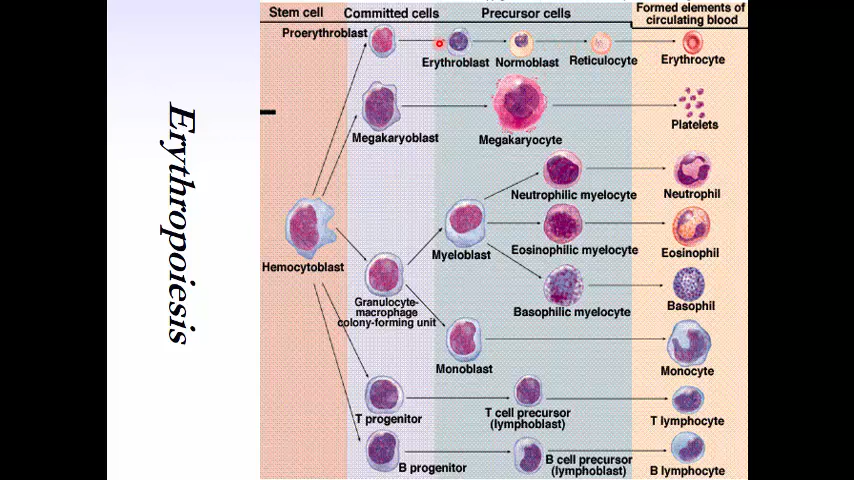 Erythropoiesis
Stem cell
Committed cells
Precursor cells
Formed elements of
circulating blood
Proerythroblast
Erythroblast
Normoblast
Reticulocyte
Erythrocyte
Megakaryoblast
Megakaryocyte
Platelets
Hemocytoblast
Granulocyte-
macrophage
colony-forming unit
Myeloblast
Neutrophilic myelocyte
Neutrophil
Eosinophilic myelocyte
Eosinophil
Basophilic myelocyte
Basophil
Monoblast
Monocyte
T progenitor
T cell precursor
(lymphoblast)
T lymphocyte
B progenitor
B cell precursor
(lymphoblast)
B lymphocyte